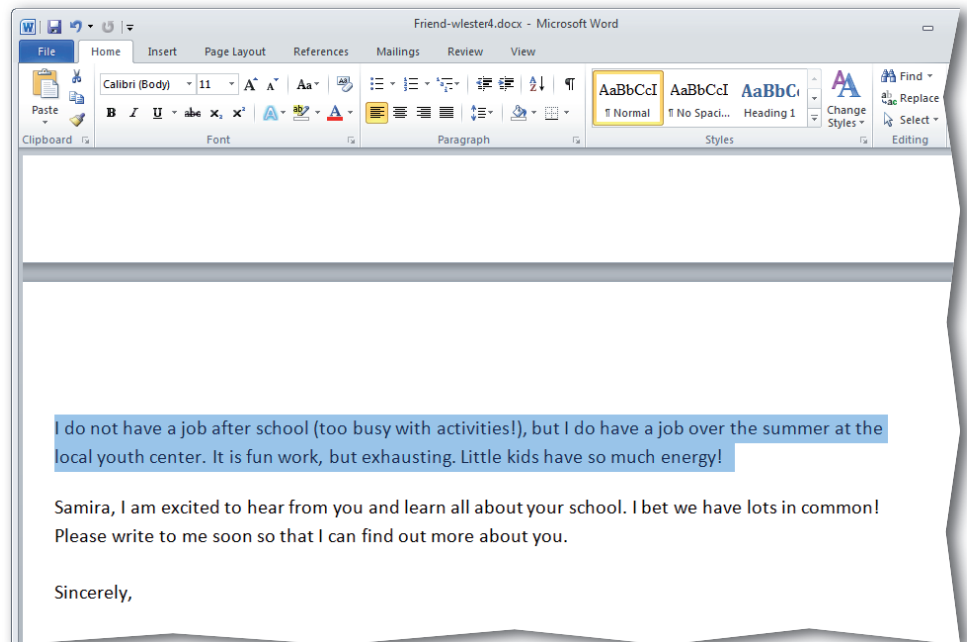 Friend-wlester4.docx - Microsoft Word
File Home Insert Page Layout References Mailings Review View
Paste
Calibri (Body) 11 A A Aa
B I U abc x₂ x² A A
AaBbCcI AaBbCcI AaBbC
¶ Normal ¶ No Spaci... Heading 1
Change
Styles
Find
Replace
Select
Clipboard Font Paragraph Styles Editing
I do not have a job after school (too busy with activities!), but I do have a job over the summer at the
local youth center. It is fun work, but exhausting. Little kids have so much energy!
Samira, I am excited to hear from you and learn all about your school. I bet we have lots in common!
Please write to me soon so that I can find out more about you.
Sincerely,